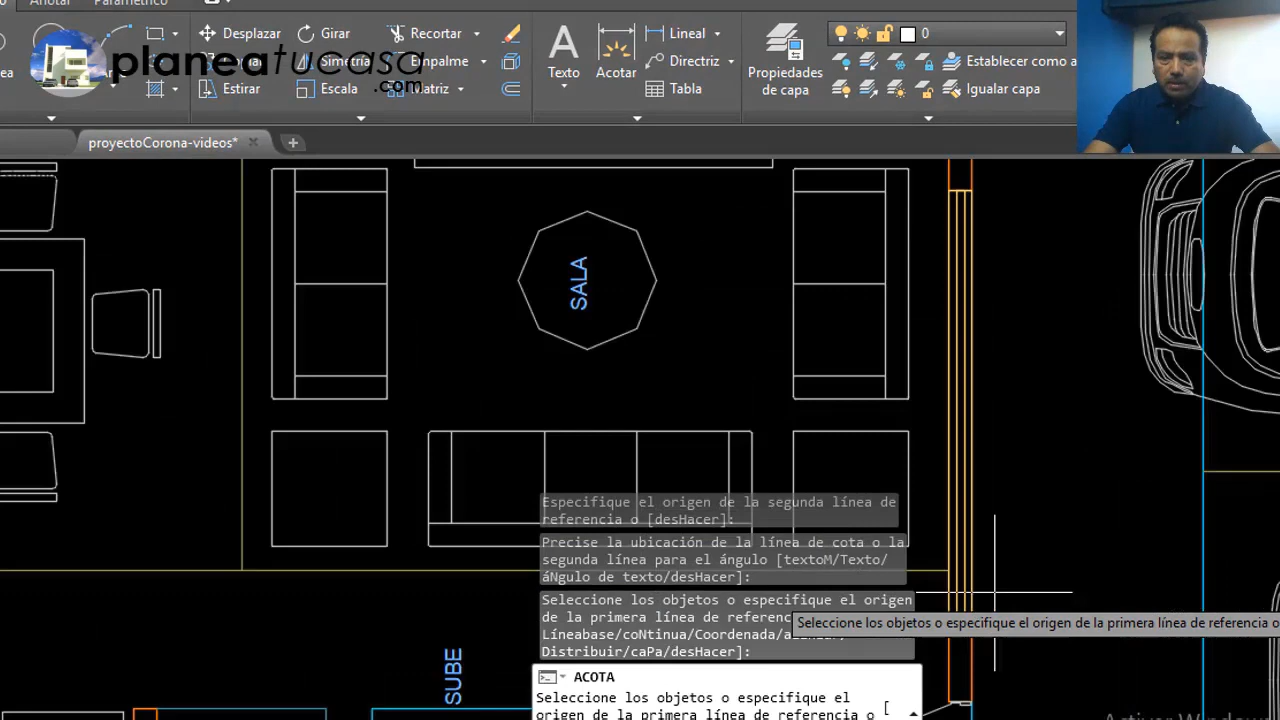 Anotar Paramétrico
Desplazar Girar Recortar Lineal 0
Simetría Empalme Directriz Establecer como a
Estirar Escala Matriz Texto Acotar Tabla Propiedades de capa Igualar capa
planeatucasa
.com
proyectoCorona-videos*
SALA
Especifique el origen de la segunda línea de
referencia o [desHacer]:
Precise la ubicación de la línea de cota o la
segunda línea para el ángulo [textoM/Texto/
áNgulo de texto/desHacer]:
Seleccione los objetos o especifique el origen
de la primera línea de referenc
Seleccione los objetos o especifique el origen de la primera línea de referencia o
Líneabase/coNtinua/Coordenada/
Distribuir/caPa/desHacer]:
SUBE
ACOTA
Seleccione los objetos o especifique el
origen de la primera línea de referencia o [